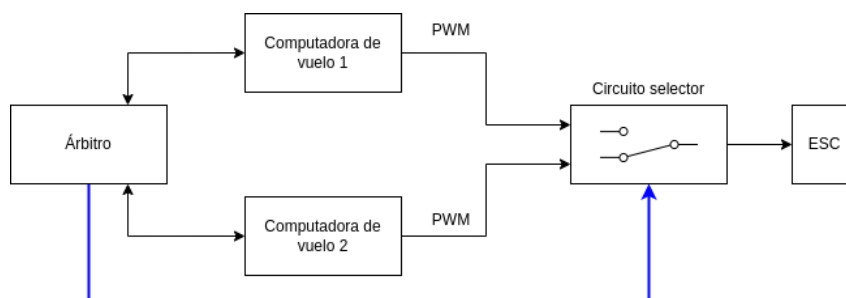 Computadora de
vuelo 1
PWM
Circuito selector
Árbitro
ESC
Computadora de
vuelo 2
PWM